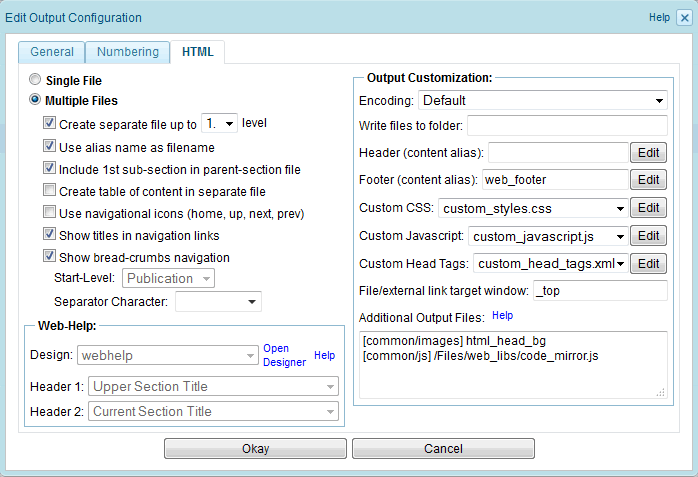 Edit Output Configuration
Help
General
Numbering
HTML
Single File
Multiple Files
Create separate file up to 1. level
Use alias name as filename
Include 1st sub-section in parent-section file
Create table of content in separate file
Use navigational icons (home, up, next, prev)
Show titles in navigation links
Show bread-crumbs navigation
Start-Level: Publication
Separator Character:
Web-Help:
Design: webhelp
Open Designer
Help
Header 1: Upper Section Title
Header 2: Current Section Title
Output Customization:
Encoding: Default
Write files to folder:
Header (content alias): Edit
Footer (content alias): web_footer Edit
Custom CSS: custom_styles.css Edit
Custom Javascript: custom_javascript.js Edit
Custom Head Tags: custom_head_tags.xml Edit
File/external link target window: _top
Additional Output Files: Help
[common/images] html_head_bg
[common/js] /Files/web_libs/code_mirror.js
Okay
Cancel